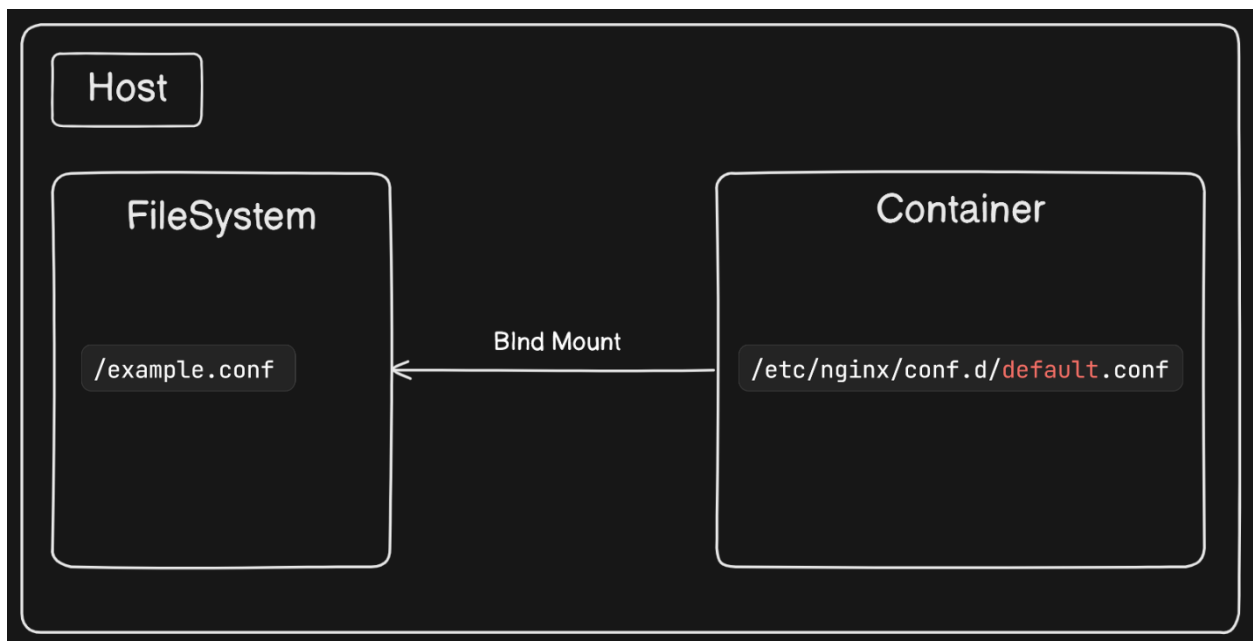 Host
FileSystem
Container
BInd Mount
/example.conf
/etc/nginx/conf.d/default.conf